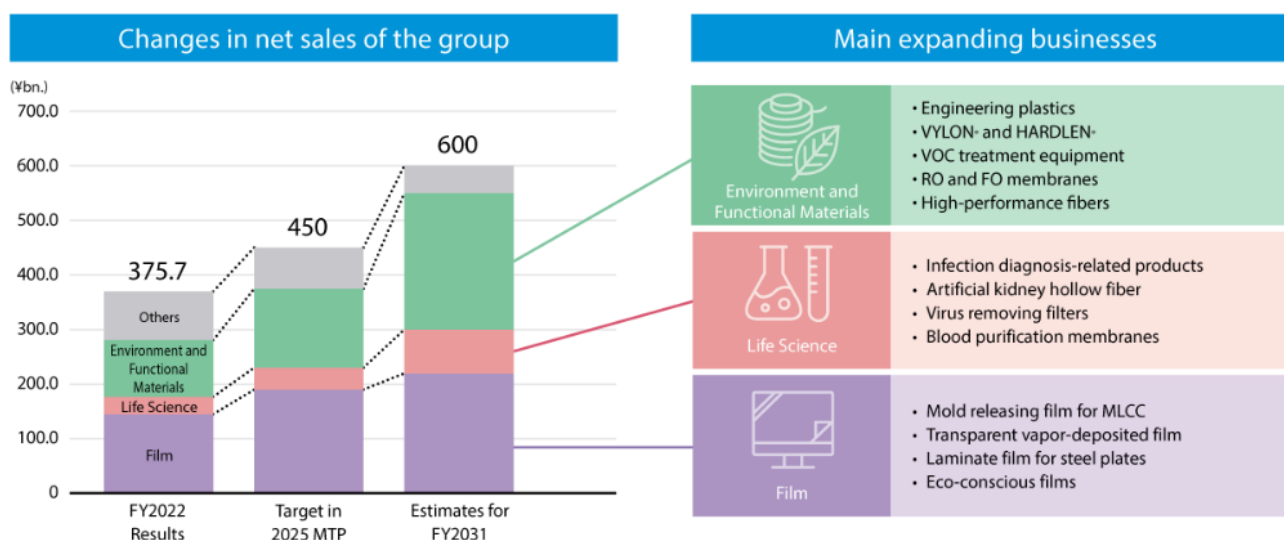 Changes in net sales of the group
(¥bn.)
700.0
600.0
500.0
400.0
300.0
200.0
100.0
0
375.7
450
600
Others
Environment and
Functional
Materials
Life Science
Film
FY2022
Results
Target in
2025 MTP
Estimates for
FY2031
Main expanding businesses
Environment and
Functional Materials
• Engineering plastics
• VYLON® and HARDLEN®
• VOC treatment equipment
• RO and FO membranes
• High-performance fibers
Life Science
• Infection diagnosis-related products
• Artificial kidney hollow fiber
• Virus removing filters
• Blood purification membranes
Film
• Mold releasing film for MLCC
• Transparent vapor-deposited film
• Laminate film for steel plates
• Eco-conscious films